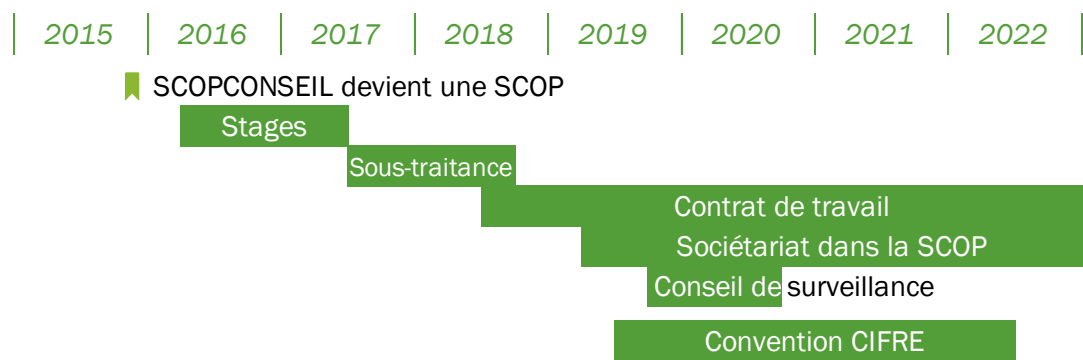 2015 2016 2017 2018 2019 2020 2021 2022
SCOPCONSEIL devient une SCOP
Stages
Sous-traitance
Contrat de travail
Sociétariat dans la SCOP
Conseil de surveillance
Convention CIFRE